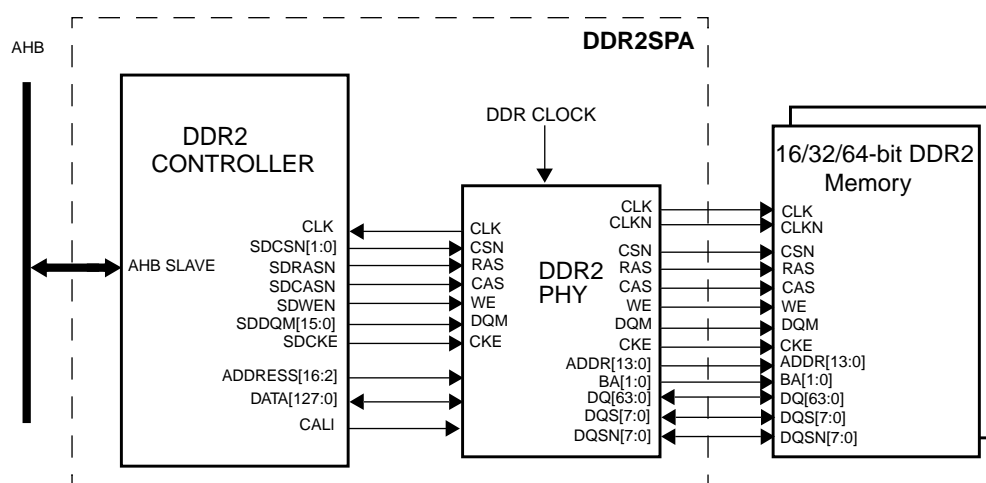 AHB
DDR2SPA
DDR2
CONTROLLER
CLK
SDCSN[1:0]
AHB SLAVE
SDRASN
SDCASN
SDWEN
SDDQM[15:0]
SDCKE
ADDRESS[16:2]
DATA[127:0]
CALI
DDR CLOCK
CLK
CSN
RAS
CAS
WE
DQM
CKE
DDR2
PHY
CLK
CLKN
CSN
RAS
CAS
WE
DQM
CKE
ADDR[13:0]
BA[1:0]
DQ[63:0]
DQS[7:0]
DQSN[7:0]
16/32/64-bit DDR2
Memory
CLK
CLKN
CSN
RAS
CAS
WE
DQM
CKE
ADDR[13:0]
BA[1:0]
DQ[63:0]
DQS[7:0]
DQSN[7:0]